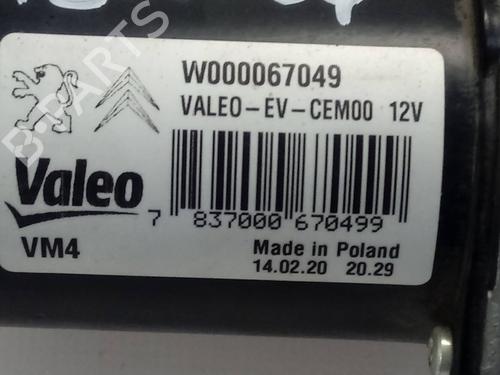 W000067049
VALEO-EV-CEM00 12V
Valeo
7 837000 670499
VM4
Made in Poland
14.02.20 20.29